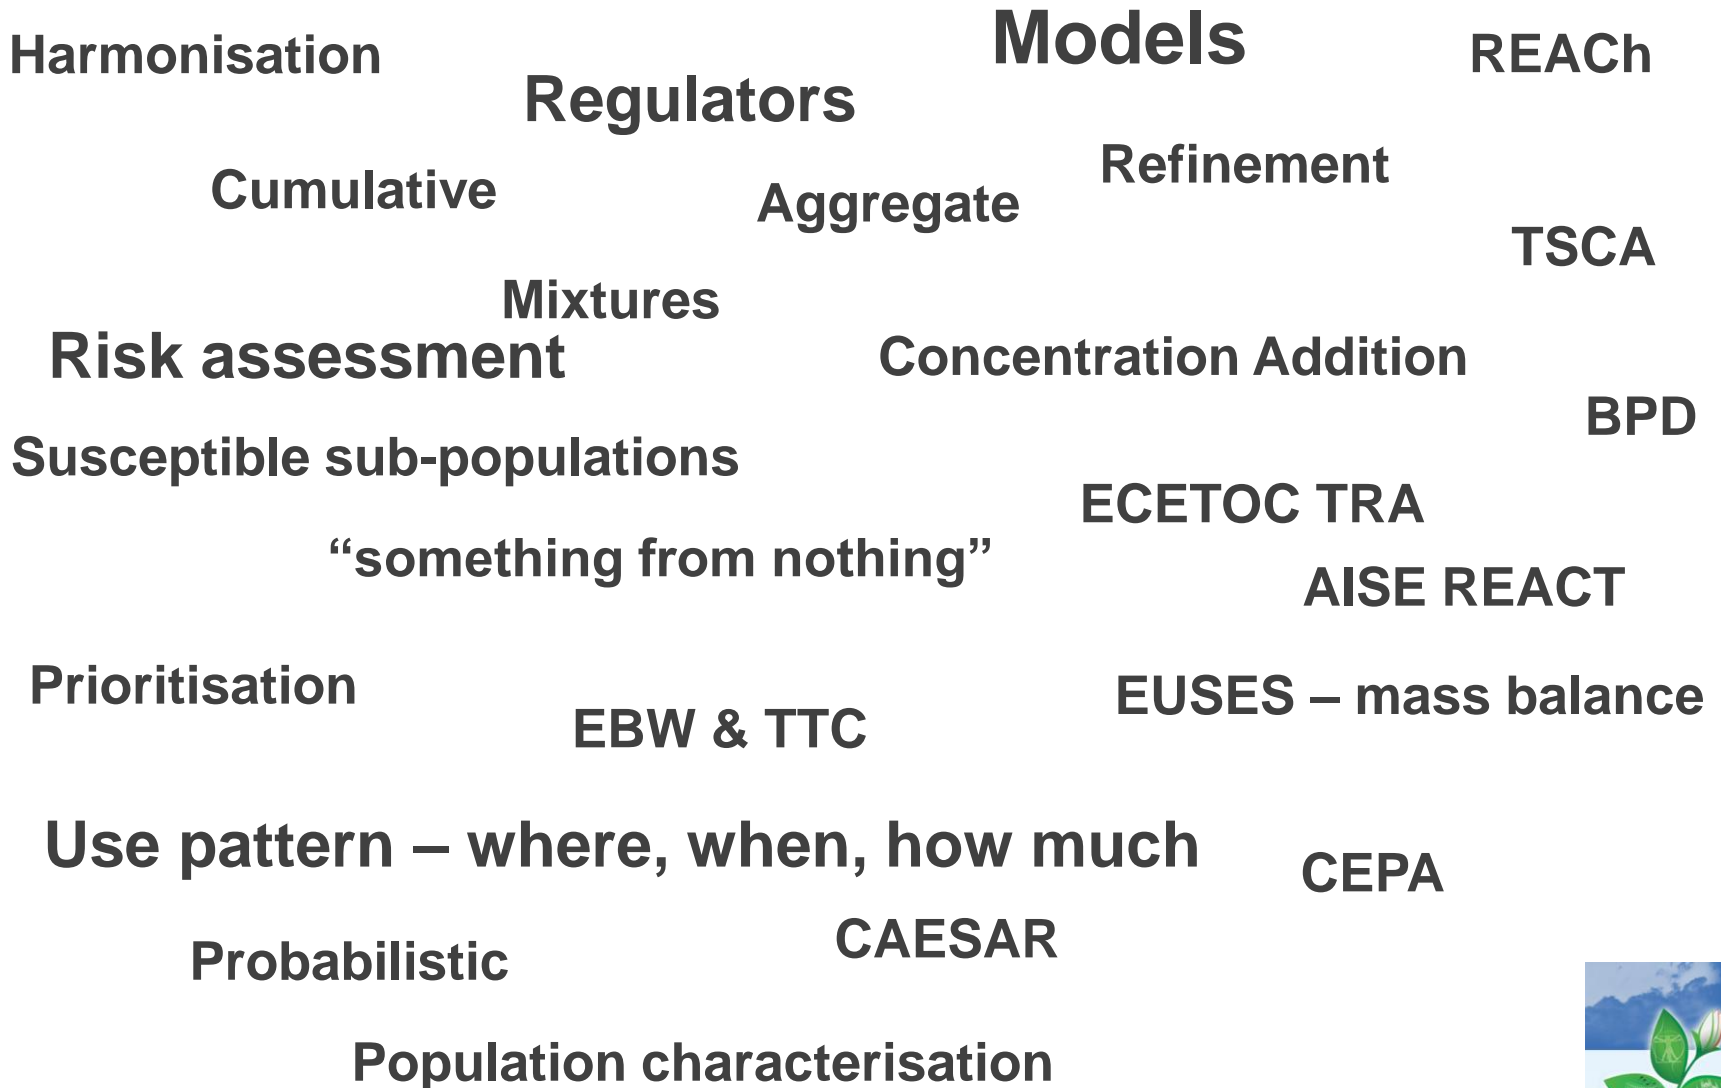 Models
Harmonisation
REACh
Regulators
Refinement
Cumulative
Aggregate
TSCA
Mixtures
Risk assessment
Concentration Addition
BPD
Susceptible sub-populations
ECETOC TRA
“something from nothing”
AISE REACT
Prioritisation
EUSES – mass balance
EBW & TTC
Use pattern – where, when, how much
CEPA
CAESAR
Probabilistic
Population characterisation